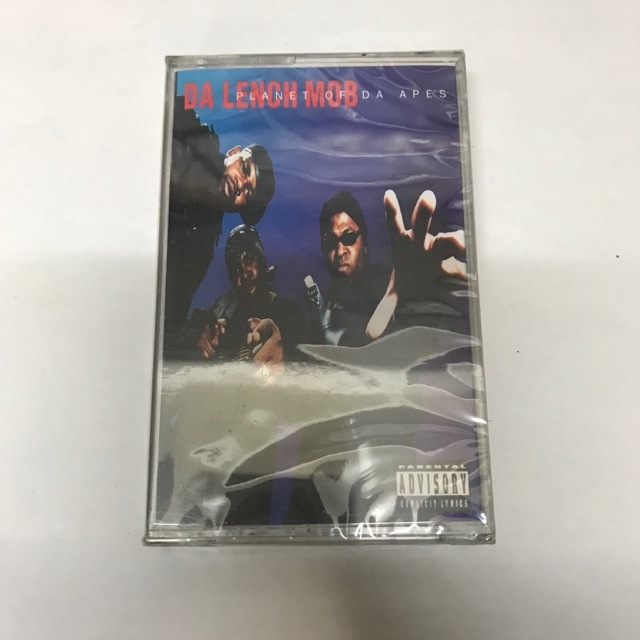 DA LENCH MOB
PLANET OF DA APES
PARENTAL
ADVISORY
EXPLICIT LYRICS